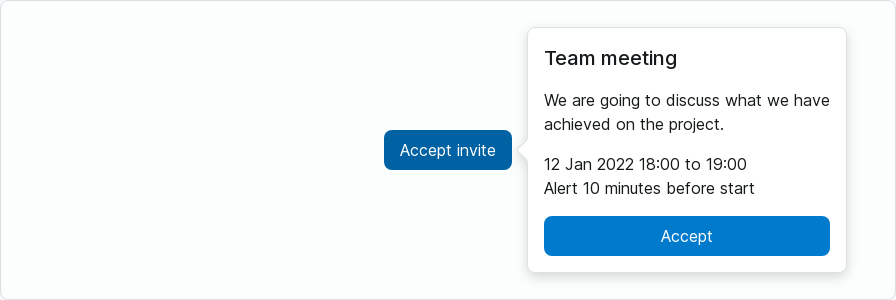 Accept invite
Team meeting
We are going to discuss what we have
achieved on the project.
12 Jan 2022 18:00 to 19:00
Alert 10 minutes before start
Accept